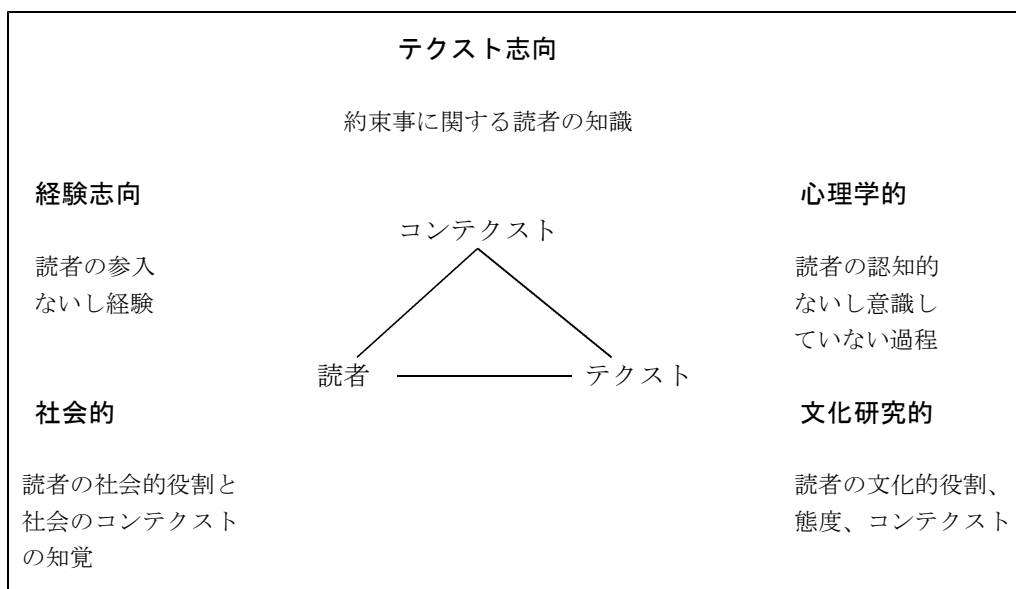 テクスト志向
約束事に関する読者の知識
経験志向
読者の参入
ないし経験
心理学的
読者の認知的
ないし意識し
ていない過程
コンテクスト
読者
テクスト
社会的
読者の社会的役割と
社会のコンテクスト
の知覚
文化研究的
読者の文化的役割、
態度、コンテクスト